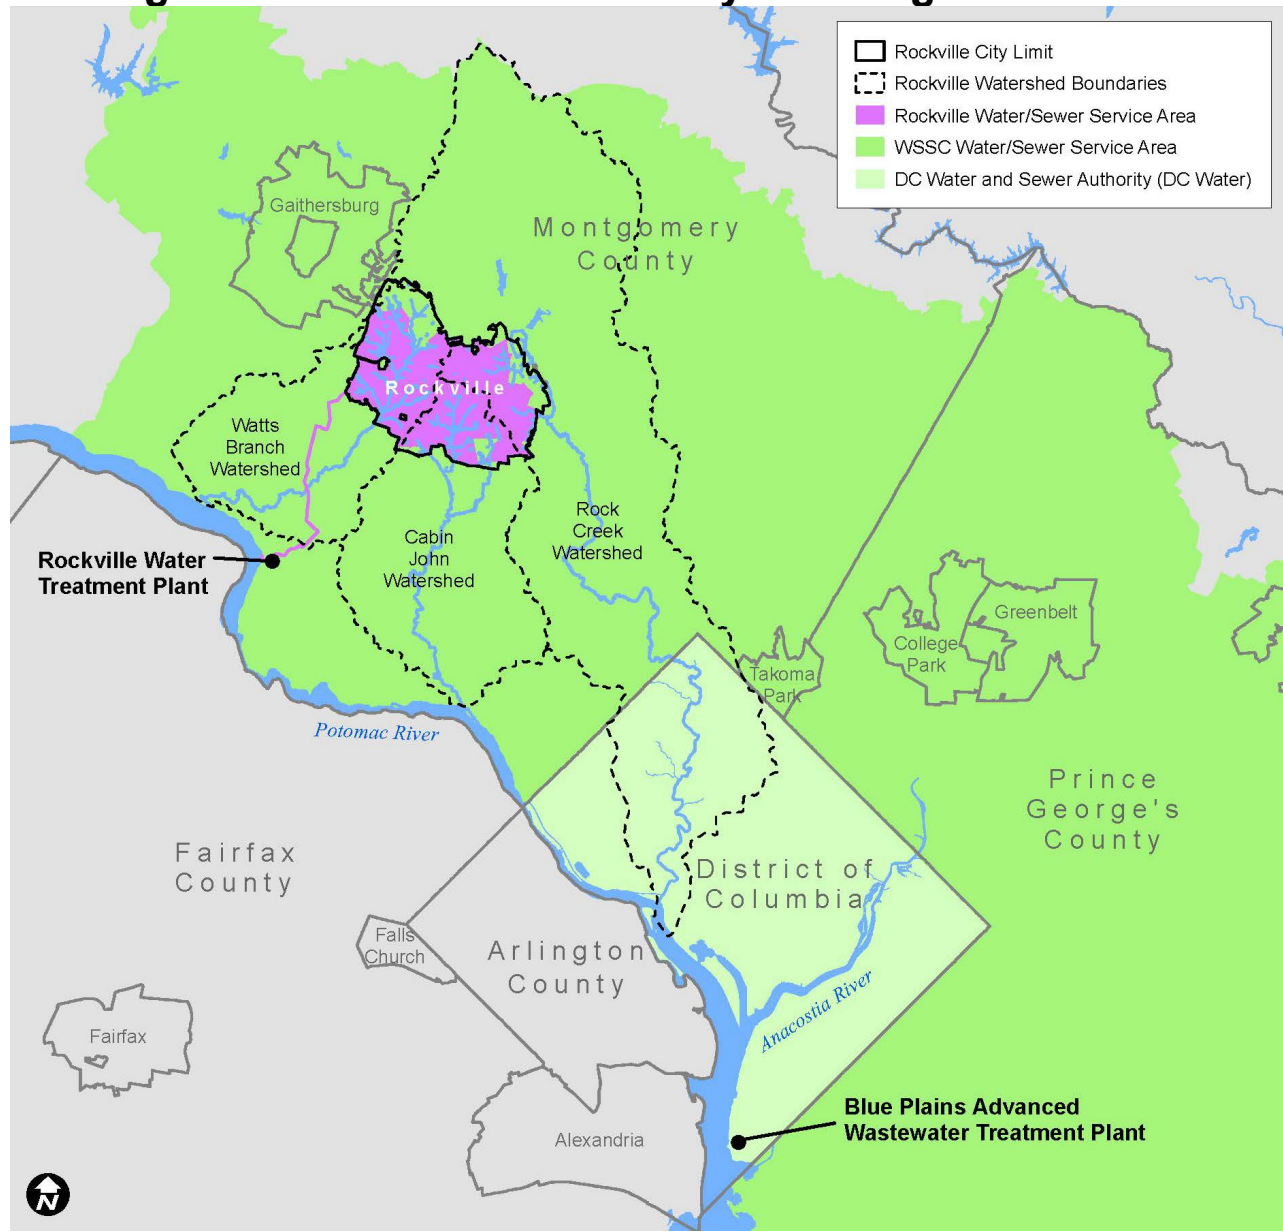 Rockville City Limit
Rockville Watershed Boundaries
Rockville Water/Sewer Service Area
WSSC Water/Sewer Service Area
DC Water and Sewer Authority (DC Water)
Gaithersburg
Montgomery
County
Rockville
Watts
Branch
Watershed
Rock
Creek
Watershed
Cabin
John
Watershed
Rockville Water
Treatment Plant
Greenbelt
College
Park
Takoma
Park
Potomac River
Prince
George's
County
Fairfax
County
District of
Columbia
Falls
Church
Arlington
County
Anacostia River
Fairfax
Blue Plains Advanced
Wastewater Treatment Plant
Alexandria
N